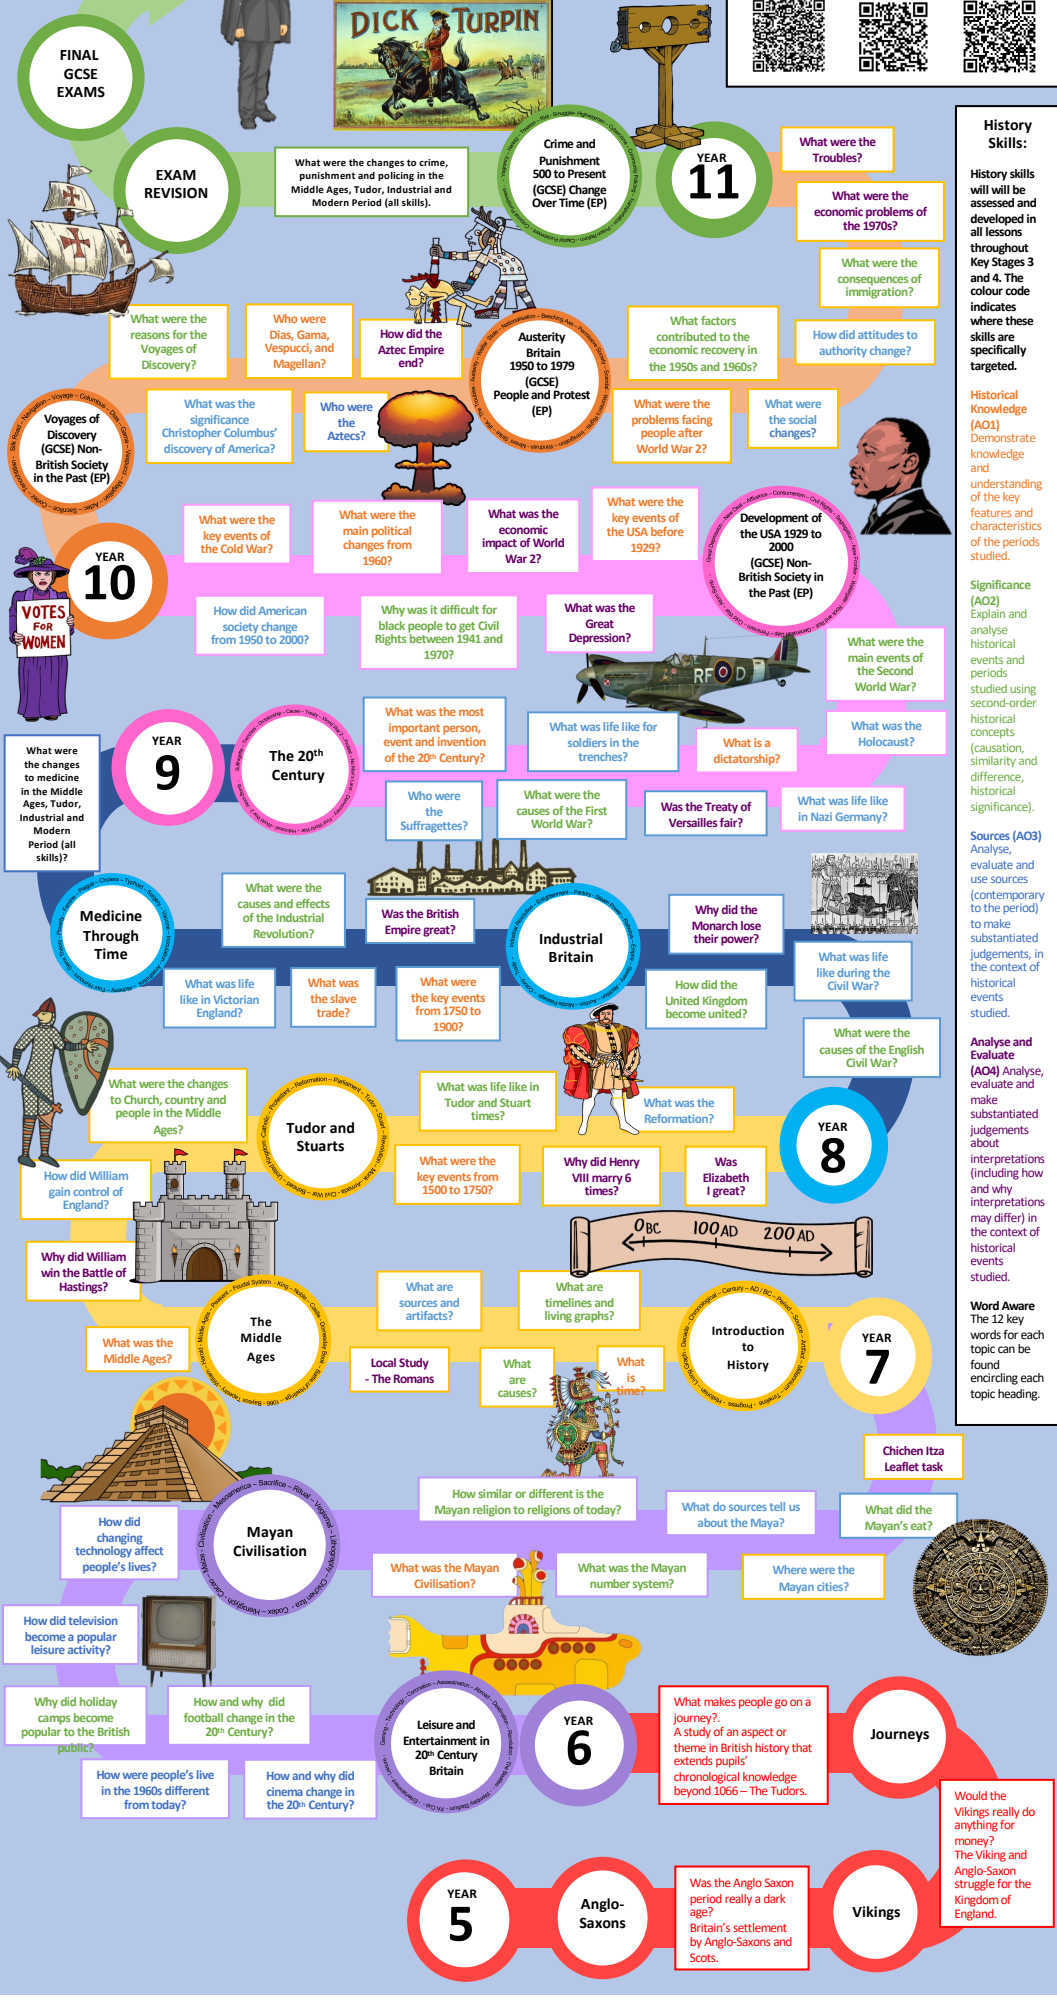 DICK TURPIN
FINAL
GCSE
EXAMS
EXAM
REVISION
What were the changes to crime,
punishment and policing in the
Middle Ages, Tudor, Industrial and
Modern Period (all skills).
Crime and
Punishment
500 to Present
(GCSE) Change
Over Time (EP)
YEAR
11
What were the
Troubles?
What were the
economic problems of
the 1970s?
What were the
consequences of
immigration?
How did attitudes to
authority change?
What factors
contributed to the
economic recovery in
the 1950s and 1960s?
What were the
problems facing
people after
World War 2?
What were
the social
changes?
Austerity
Britain
1950 to 1979
(GCSE)
People and Protest
(EP)
What were the
reasons for the
Voyages of
Discovery?
Who were
Dias, Gama,
Vespucci, and
Magellan?
How did the
Aztec Empire
end?
What was the
significance
Christopher Columbus'
discovery of America?
Who were
the
Aztecs?
Voyages of
Discovery
(GCSE) Non-
British Society
in the Past (EP)
YEAR
10
VOTES
FOR
WOMEN
What were the
key events of
the Cold War?
What were the
main political
changes from
1960?
What was the
economic
impact of World
War 2?
What were the
key events of
the USA before
1929?
Development of
the USA 1929 to
2000
(GCSE) Non-
British Society in
the Past (EP)
How did American
society change
from 1950 to 2000?
Why was it difficult for
black people to get Civil
Rights between 1941 and
1970?
What was the
Great
Depression?
RF D
What were the
main events of
the Second
World War?
What was the
Holocaust?
What was the most
important person,
event and invention
of the 20th Century?
What was life like for
soldiers in the
trenches?
What is a
dictatorship?
Who were
the
Suffragettes?
What were the
causes of the First
World War?
Was the Treaty of
Versailles fair?
What was life like
in Nazi Germany?
The 20th
Century
YEAR
9
What were
the changes
to medicine
in the Middle
Ages, Tudor,
Industrial and
Modern
Period (all
skills)?
Medicine
Through
Time
What were the
causes and effects
of the Industrial
Revolution?
Was the British
Empire great?
Industrial
Britain
Why did the
Monarch lose
their power?
What was life
like during the
Civil War?
What was life
like in Victorian
England?
What was
the slave
trade?
What were
the key events
from 1750 to
1900?
How did the
United Kingdom
become united?
What were the
causes of the English
Civil War?
What were the changes
to Church, country and
people in the Middle
Ages?
Tudor and
Stuarts
What was life like in
Tudor and Stuart
times?
What was the
Reformation?
YEAR
8
How did William
gain control of
England?
What were the
key events from
1500 to 1750?
Why did Henry
VIII marry 6
times?
Was
Elizabeth
I great?
0BC 100AD 200AD
Why did William
win the Battle of
Hastings?
What was the
Middle Ages?
The
Middle
Ages
What are
sources and
artifacts?
What are
timelines and
living graphs?
Local Study
- The Romans
What
are
causes?
What
is
time?
Introduction
to
History
YEAR
7
Chichen Itza
Leaflet task
How similar or different is the
Mayan religion to religions of today?
What do sources tell us
about the Maya?
What did the
Mayan's eat?
Mayan
Civilisation
What was the Mayan
Civilisation?
What was the Mayan
number system?
Where were the
Mayan cities?
How did
changing
technology affect
people's lives?
How did television
become a popular
leisure activity?
Why did holiday
camps become
popular to the British
public?
How and why did
football change in the
20th Century?
How were people's live
in the 1960s different
from today?
How and why did
cinema change in
the 20th Century?
Leisure and
Entertainment in
20th Century
Britain
YEAR
6
What makes people go on a
journey?.
A study of an aspect or
theme in British history that
extends pupils'
chronological knowledge
beyond 1066 – The Tudors.
Journeys
Would the
Vikings really do
anything for
money?
The Viking and
Anglo-Saxon
struggle for the
Kingdom of
England.
Vikings
Was the Anglo Saxon
period really a dark
age?
Britain's settlement
by Anglo-Saxons and
Scots.
Anglo-
Saxons
YEAR
5
History
Skills:
History skills
will will be
assessed and
developed in
all lessons
throughout
Key Stages 3
and 4. The
colour code
indicates
where these
skills are
specifically
targeted.
Historical
Knowledge
(AO1)
Demonstrate
knowledge
and
understanding
of the key
features and
characteristics
of the periods
studied.
Significance
(AO2)
Explain and
analyse
historical
events and
periods
studied using
second-order
historical
concepts
(causation,
similarity and
difference,
historical
significance).
Sources (AO3)
Analyse,
evaluate and
use sources
(contemporary
to the period)
to make
substantiated
judgements, in
the context of
historical
events
studied.
Analyse and
Evaluate
(AO4) Analyse,
evaluate and
make
substantiated
judgements
about
interpretations
(including how
and why
interpretations
may differ) in
the context of
historical
events
studied.
Word Aware
The 12 key
words for each
topic can be
found
encircling each
topic heading.